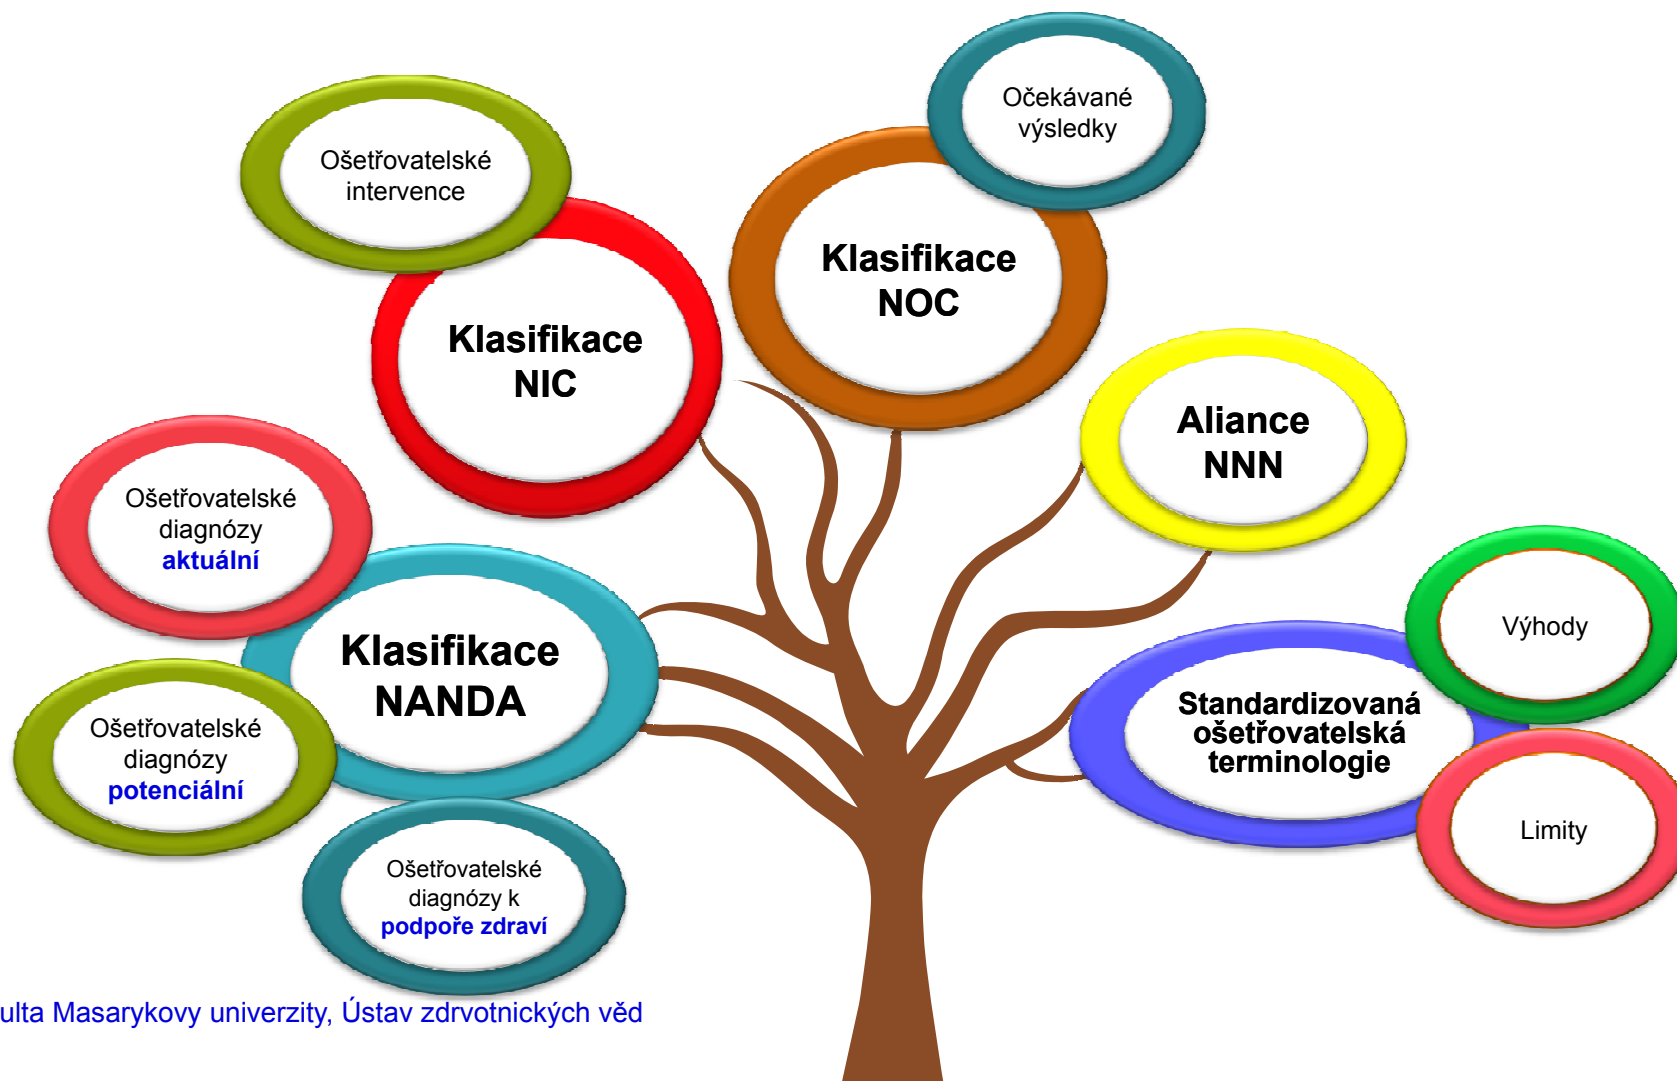 Očekávané
výsledky
Ošetřovatelské
intervence
Klasifikace
NOC
Klasifikace
NIC
Aliance
NNN
Ošetřovatelské
diagnózy
aktuální
Klasifikace
NANDA
Výhody
Standardizovaná
ošetřovatelská
terminologie
Ošetřovatelské
diagnózy
potenciální
Limity
Ošetřovatelské
diagnózy k
podpoře zdraví
ulta Masarykovy univerzity, Ústav zdrvotnických věd